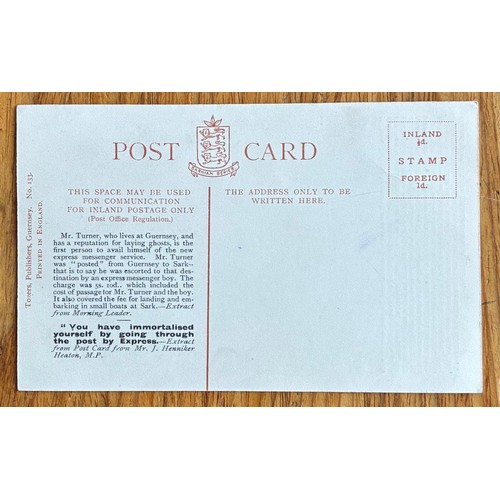 POST CARD
SARNIAN SERIES
INLAND
½d.
STAMP
FOREIGN
1d.
THIS SPACE MAY BE USED
FOR COMMUNICATION
FOR INLAND POSTAGE ONLY
(Post Office Regulation.)
THE ADDRESS ONLY TO BE
WRITTEN HERE.
Mr. Turner, who lives at Guernsey, and
has a reputation for laying ghosts, is the
first person to avail himself of the new
express messenger service. Mr. Turner
was "posted" from Guernsey to Sark--
that is to say he was escorted to that des-
tination by an express messenger boy. The
charge was 5s. 10d.. which included the
cost of passage for Mr. Turner and the boy.
It also covered the fee for landing and em-
barking in small boats at Sark.—Extract
from Morning Leader.
"You have immortalised
yourself by going through
the post by Express.—Extract
from Post Card from Mr. J. Henniker
Heaton, M.P.
Publishers, Guernsey, No. 133.
PRINTED IN ENGLAND.